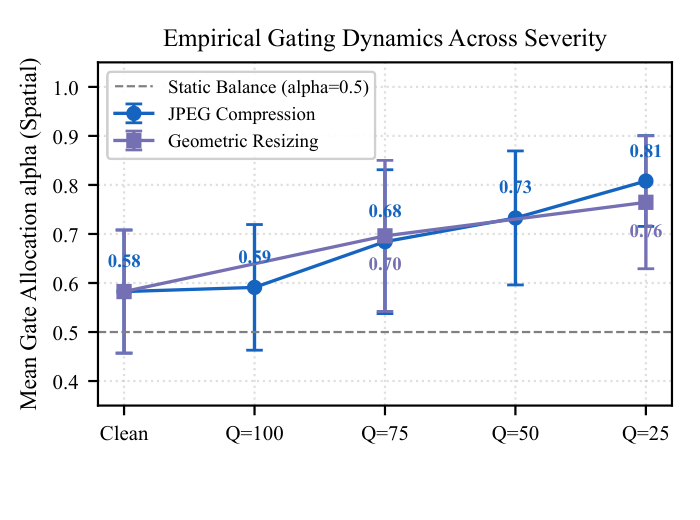 Empirical Gating Dynamics Across Severity
Mean Gate Allocation alpha (Spatial)
1.0
0.9
0.8
0.7
0.6
0.5
0.4
Static Balance (alpha=0.5)
JPEG Compression
Geometric Resizing
0.58
0.59
0.68
0.70
0.73
0.81
0.76
Clean
Q=100
Q=75
Q=50
Q=25